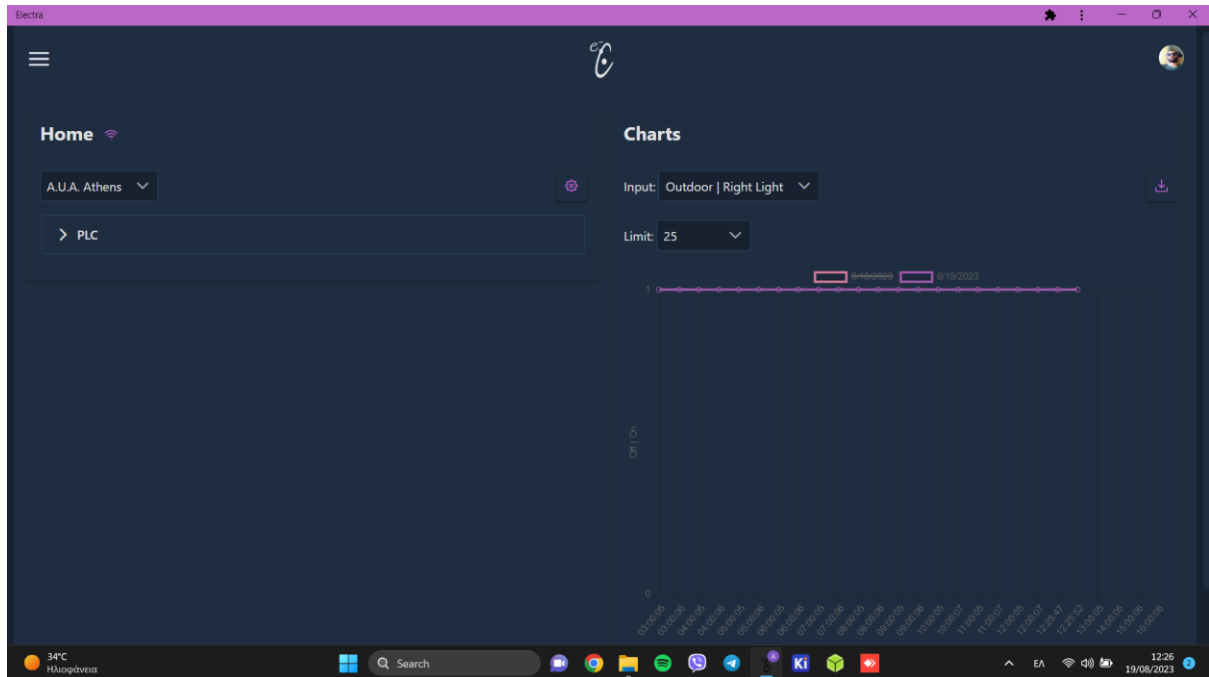 Electra
Home
A.U.A. Athens
PLC
Charts
Input: Outdoor | Right Light
Limit: 25
8/18/2023 8/19/2023
1
Off | On
0
03:00:05 03:00:06 04:00:05 04:00:06 05:00:05 05:00:06 06:00:05 06:00:06 07:00:05 07:00:06 08:00:05 08:00:06 09:00:05 09:00:06 10:00:05 10:00:07 11:00:05 11:00:07 12:00:05 12:00:07 12:25:47 12:25:52 13:00:05 14:00:05 15:00:06 16:00:06
34°C
Ηλιοφάνεια
Search
Ki
ΕΛ
12:26
19/08/2023
2